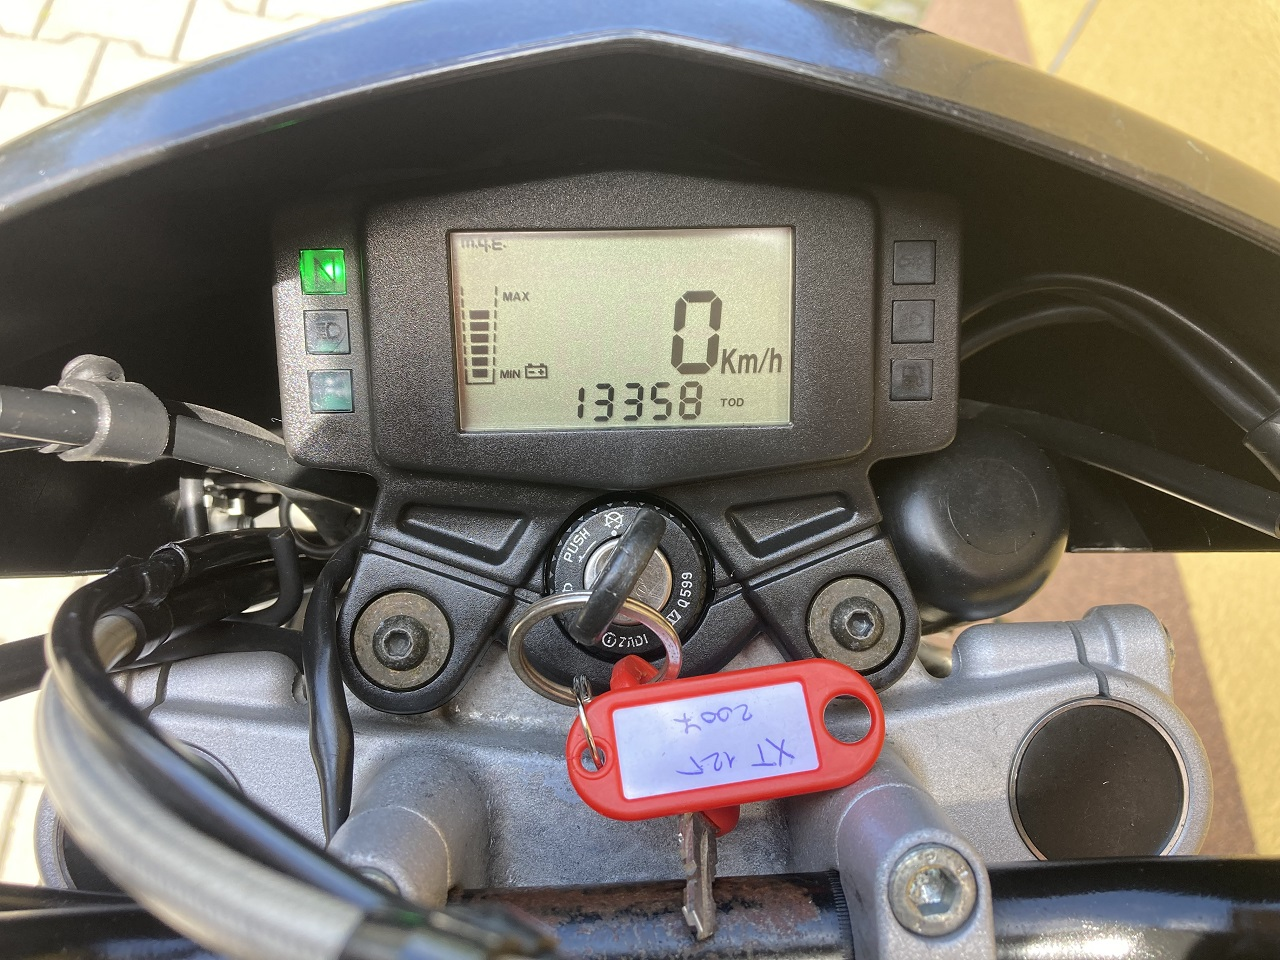 N
MAX
0 Km/h
MIN
13358 TOD
PUSH
Q599
ZADI
XT 125
2007